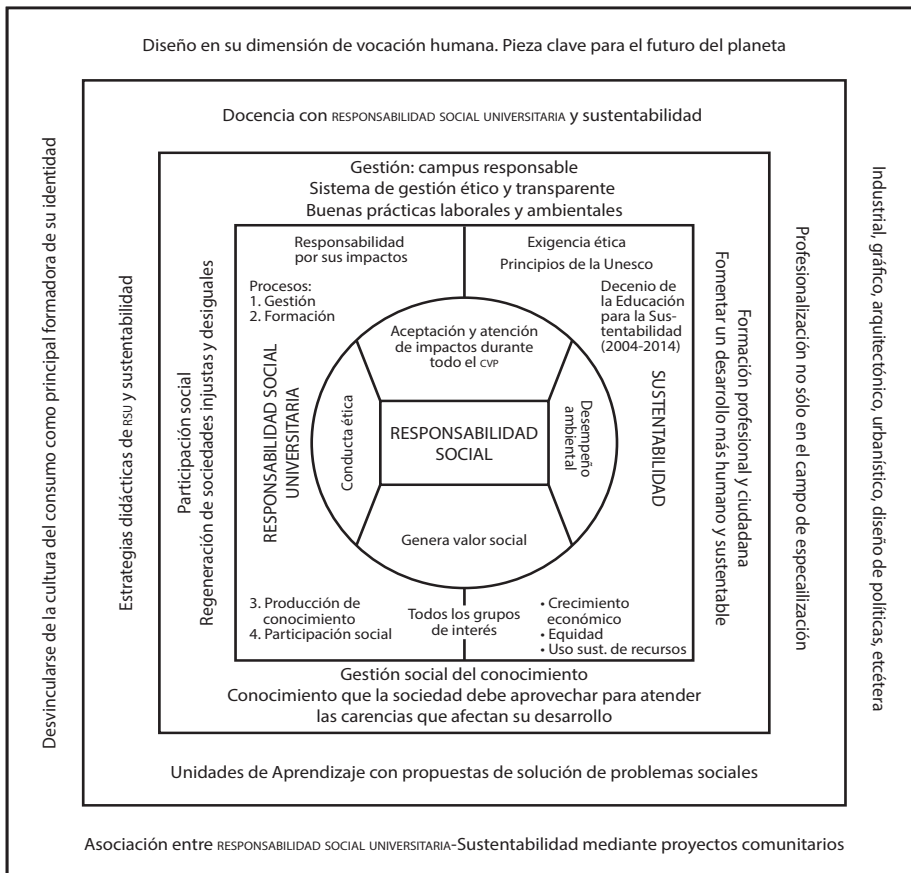 Diseño en su dimensión de vocación humana. Pieza clave para el futuro del planeta
Docencia con RESPONSABILIDAD SOCIAL UNIVERSITARIA y sustentabilidad
Gestión: campus responsable
Sistema de gestión ético y transparente
Buenas prácticas laborales y ambientales
Desvincularse de la cultura del consumo como principal formadora de su identidad
Estrategias didácticas de RSU y sustentabilidad
Participación social
Regeneración de sociedades injustas y desiguales
Responsabilidad
por sus impactos
Procesos:
1. Gestión
2. Formación
RESPONSABILIDAD SOCIAL
UNIVERSITARIA
3. Producción de
conocimiento
4. Participación social
Exigencia ética
Principios de la Unesco
Decenio de
la Educación
para la Sus-
tentabilidad
(2004-2014)
SUSTENTABILIDAD
Aceptación y atención
de impactos durante
todo el CVP
Conducta ética
RESPONSABILIDAD
SOCIAL
Desempeño
ambiental
Genera valor social
Todos los grupos
de interés
• Crecimiento
económico
• Equidad
• Uso sust. de recursos
Formación profesional y ciudadana
Fomentar un desarrollo más humano y sustentable
Profesionalización no sólo en el campo de especailización
Industrial, gráfico, arquitectónico, urbanístico, diseño de políticas, etcétera
Gestión social del conocimiento
Conocimiento que la sociedad debe aprovechar para atender
las carencias que afectan su desarrollo
Unidades de Aprendizaje con propuestas de solución de problemas sociales
Asociación entre RESPONSABILIDAD SOCIAL UNIVERSITARIA-Sustentabilidad mediante proyectos comunitarios